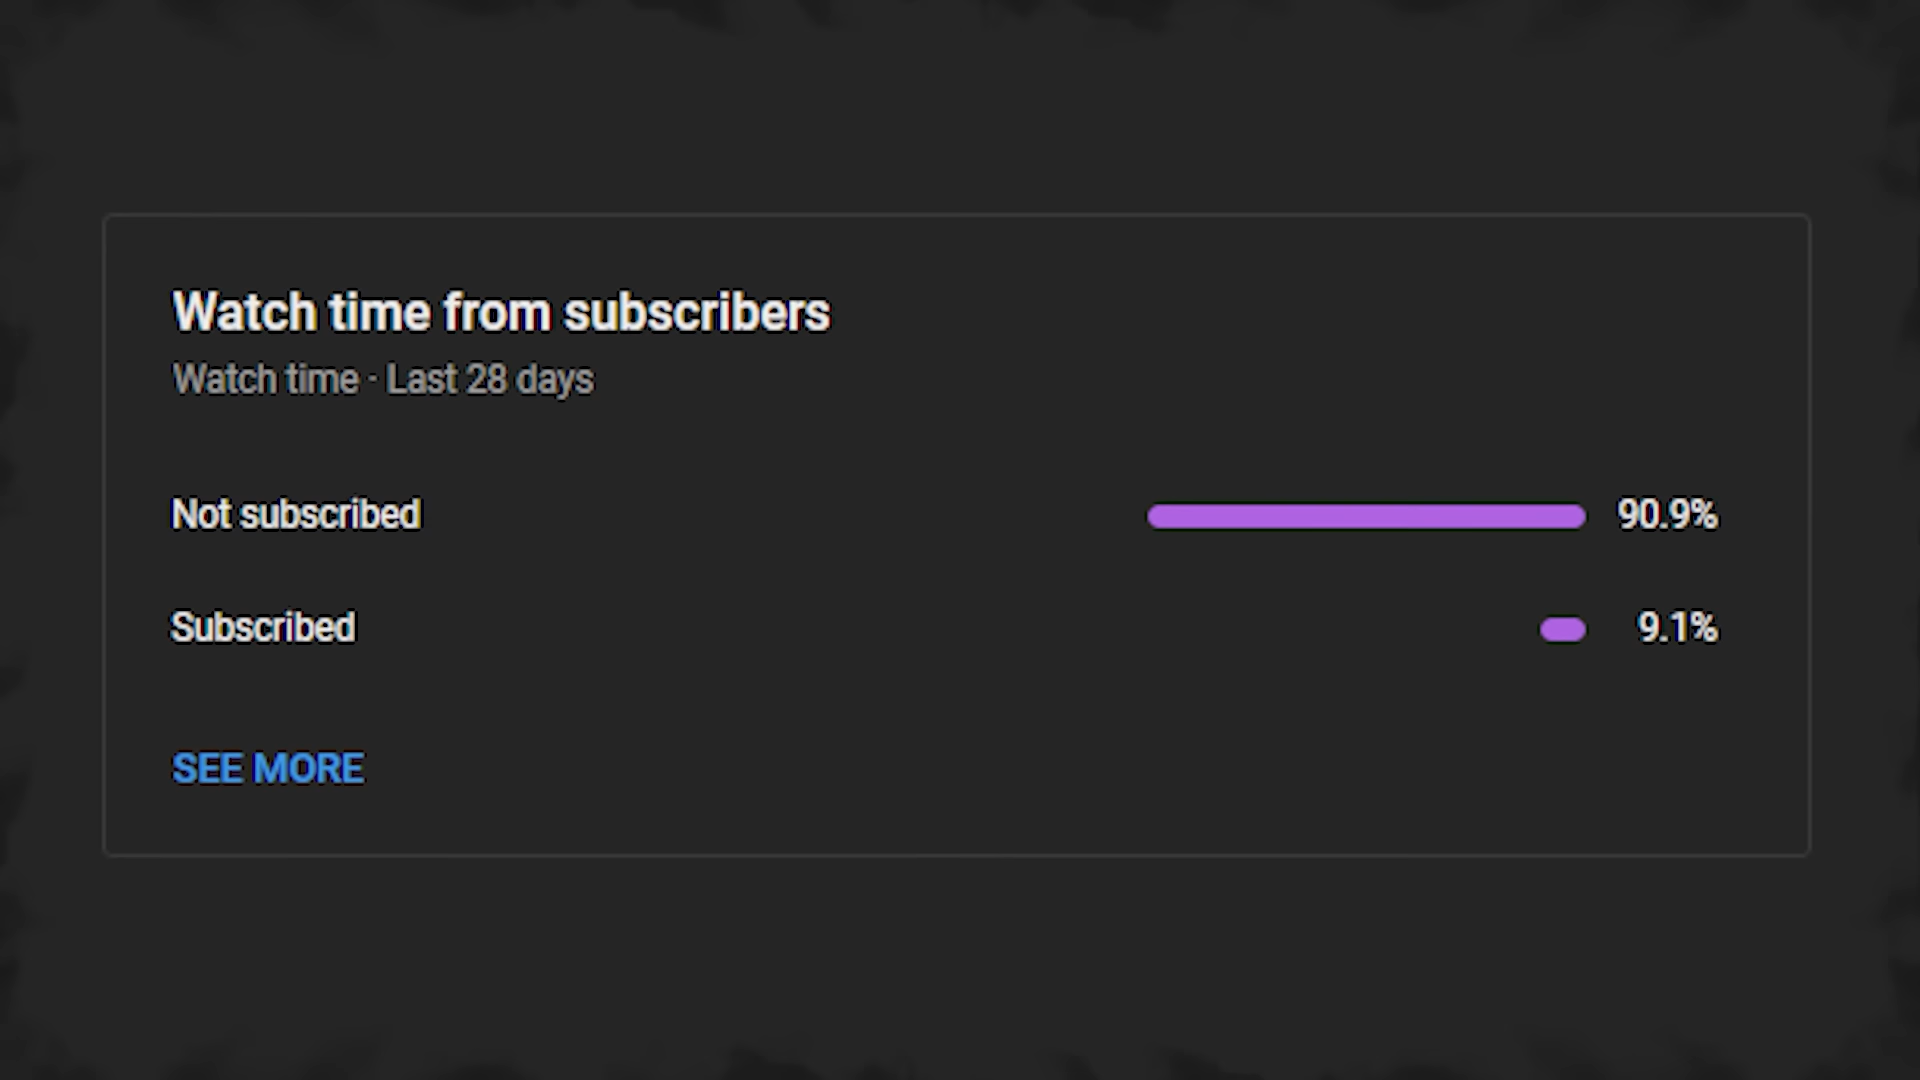 Watch time from subscribers
Watch time · Last 28 days
Not subscribed 90.9%
Subscribed 9.1%
SEE MORE